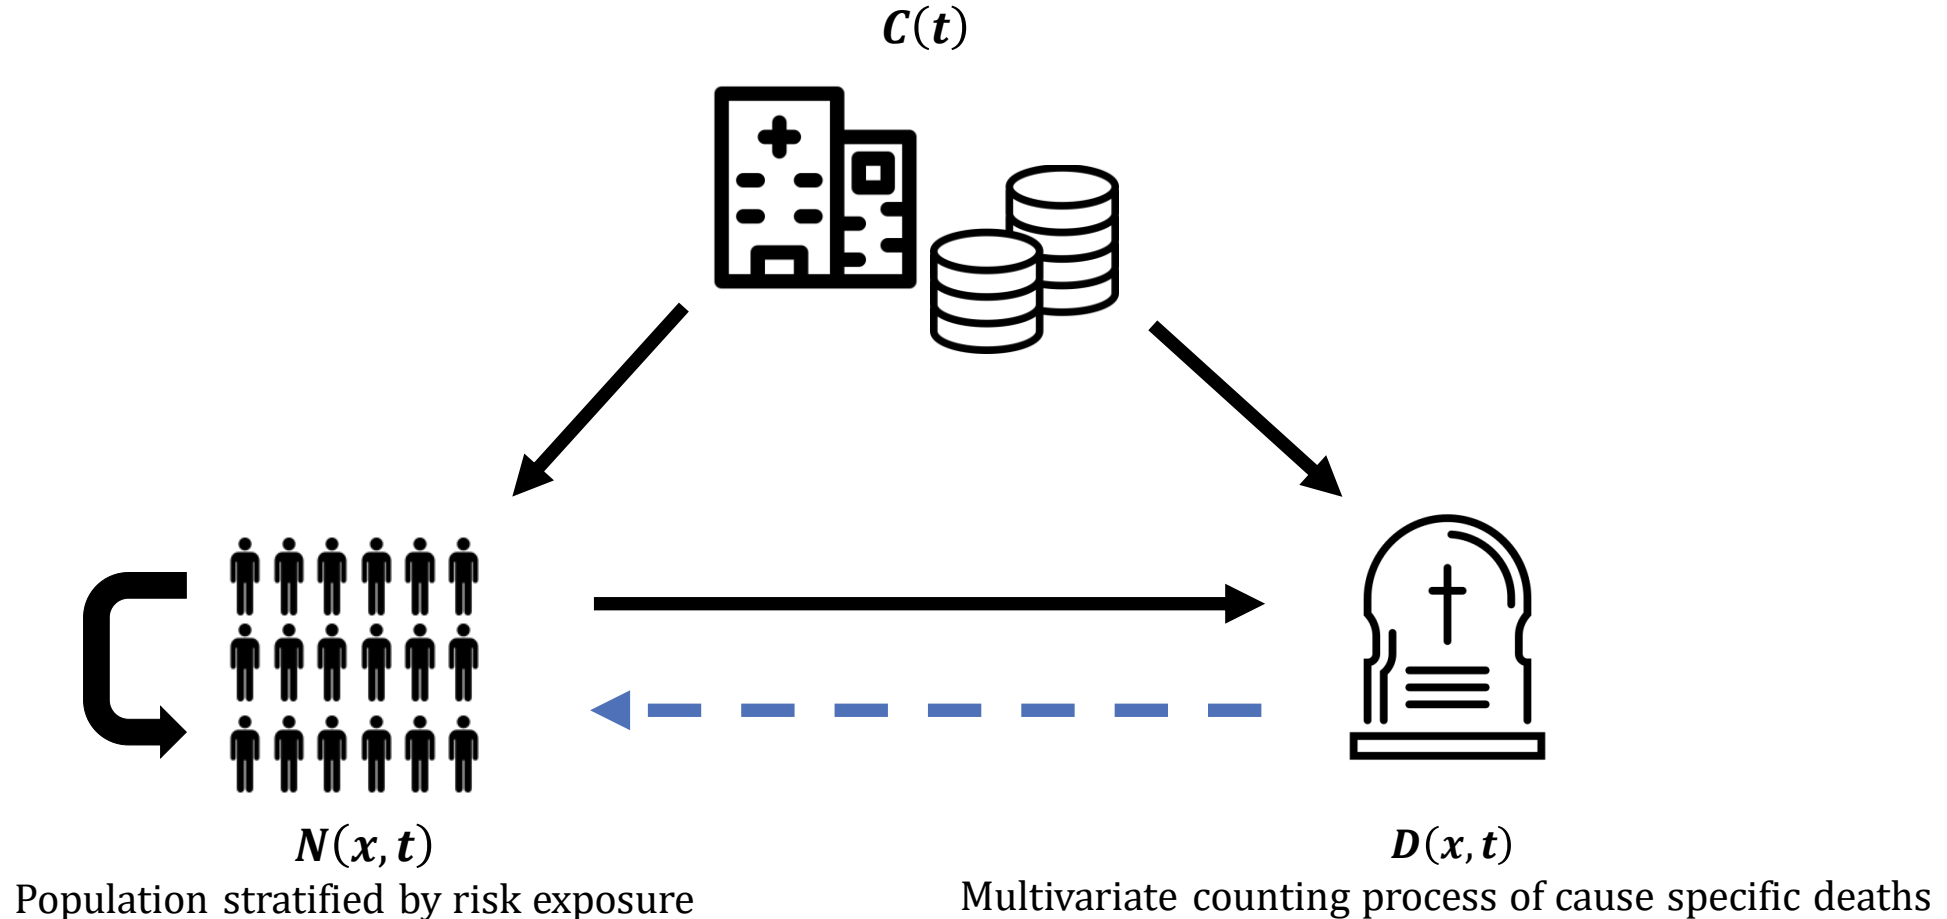 C(t)
N(x, t)
D(x, t)
Population stratified by risk exposure
Multivariate counting process of cause specific deaths